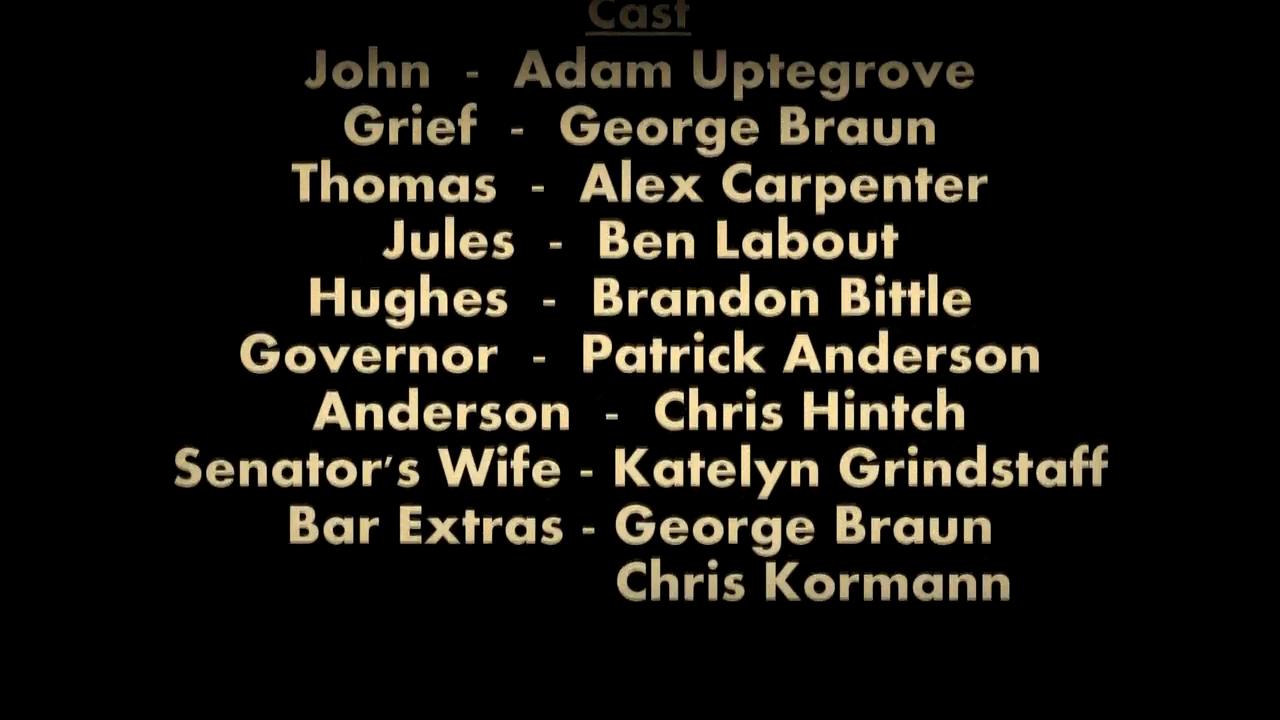 Cast
John - Adam Uptegrove
Grief - George Braun
Thomas - Alex Carpenter
Jules - Ben Labout
Hughes - Brandon Bittle
Governor - Patrick Anderson
Anderson - Chris Hintch
Senator's Wife - Katelyn Grindstaff
Bar Extras - George Braun
Chris Kormann